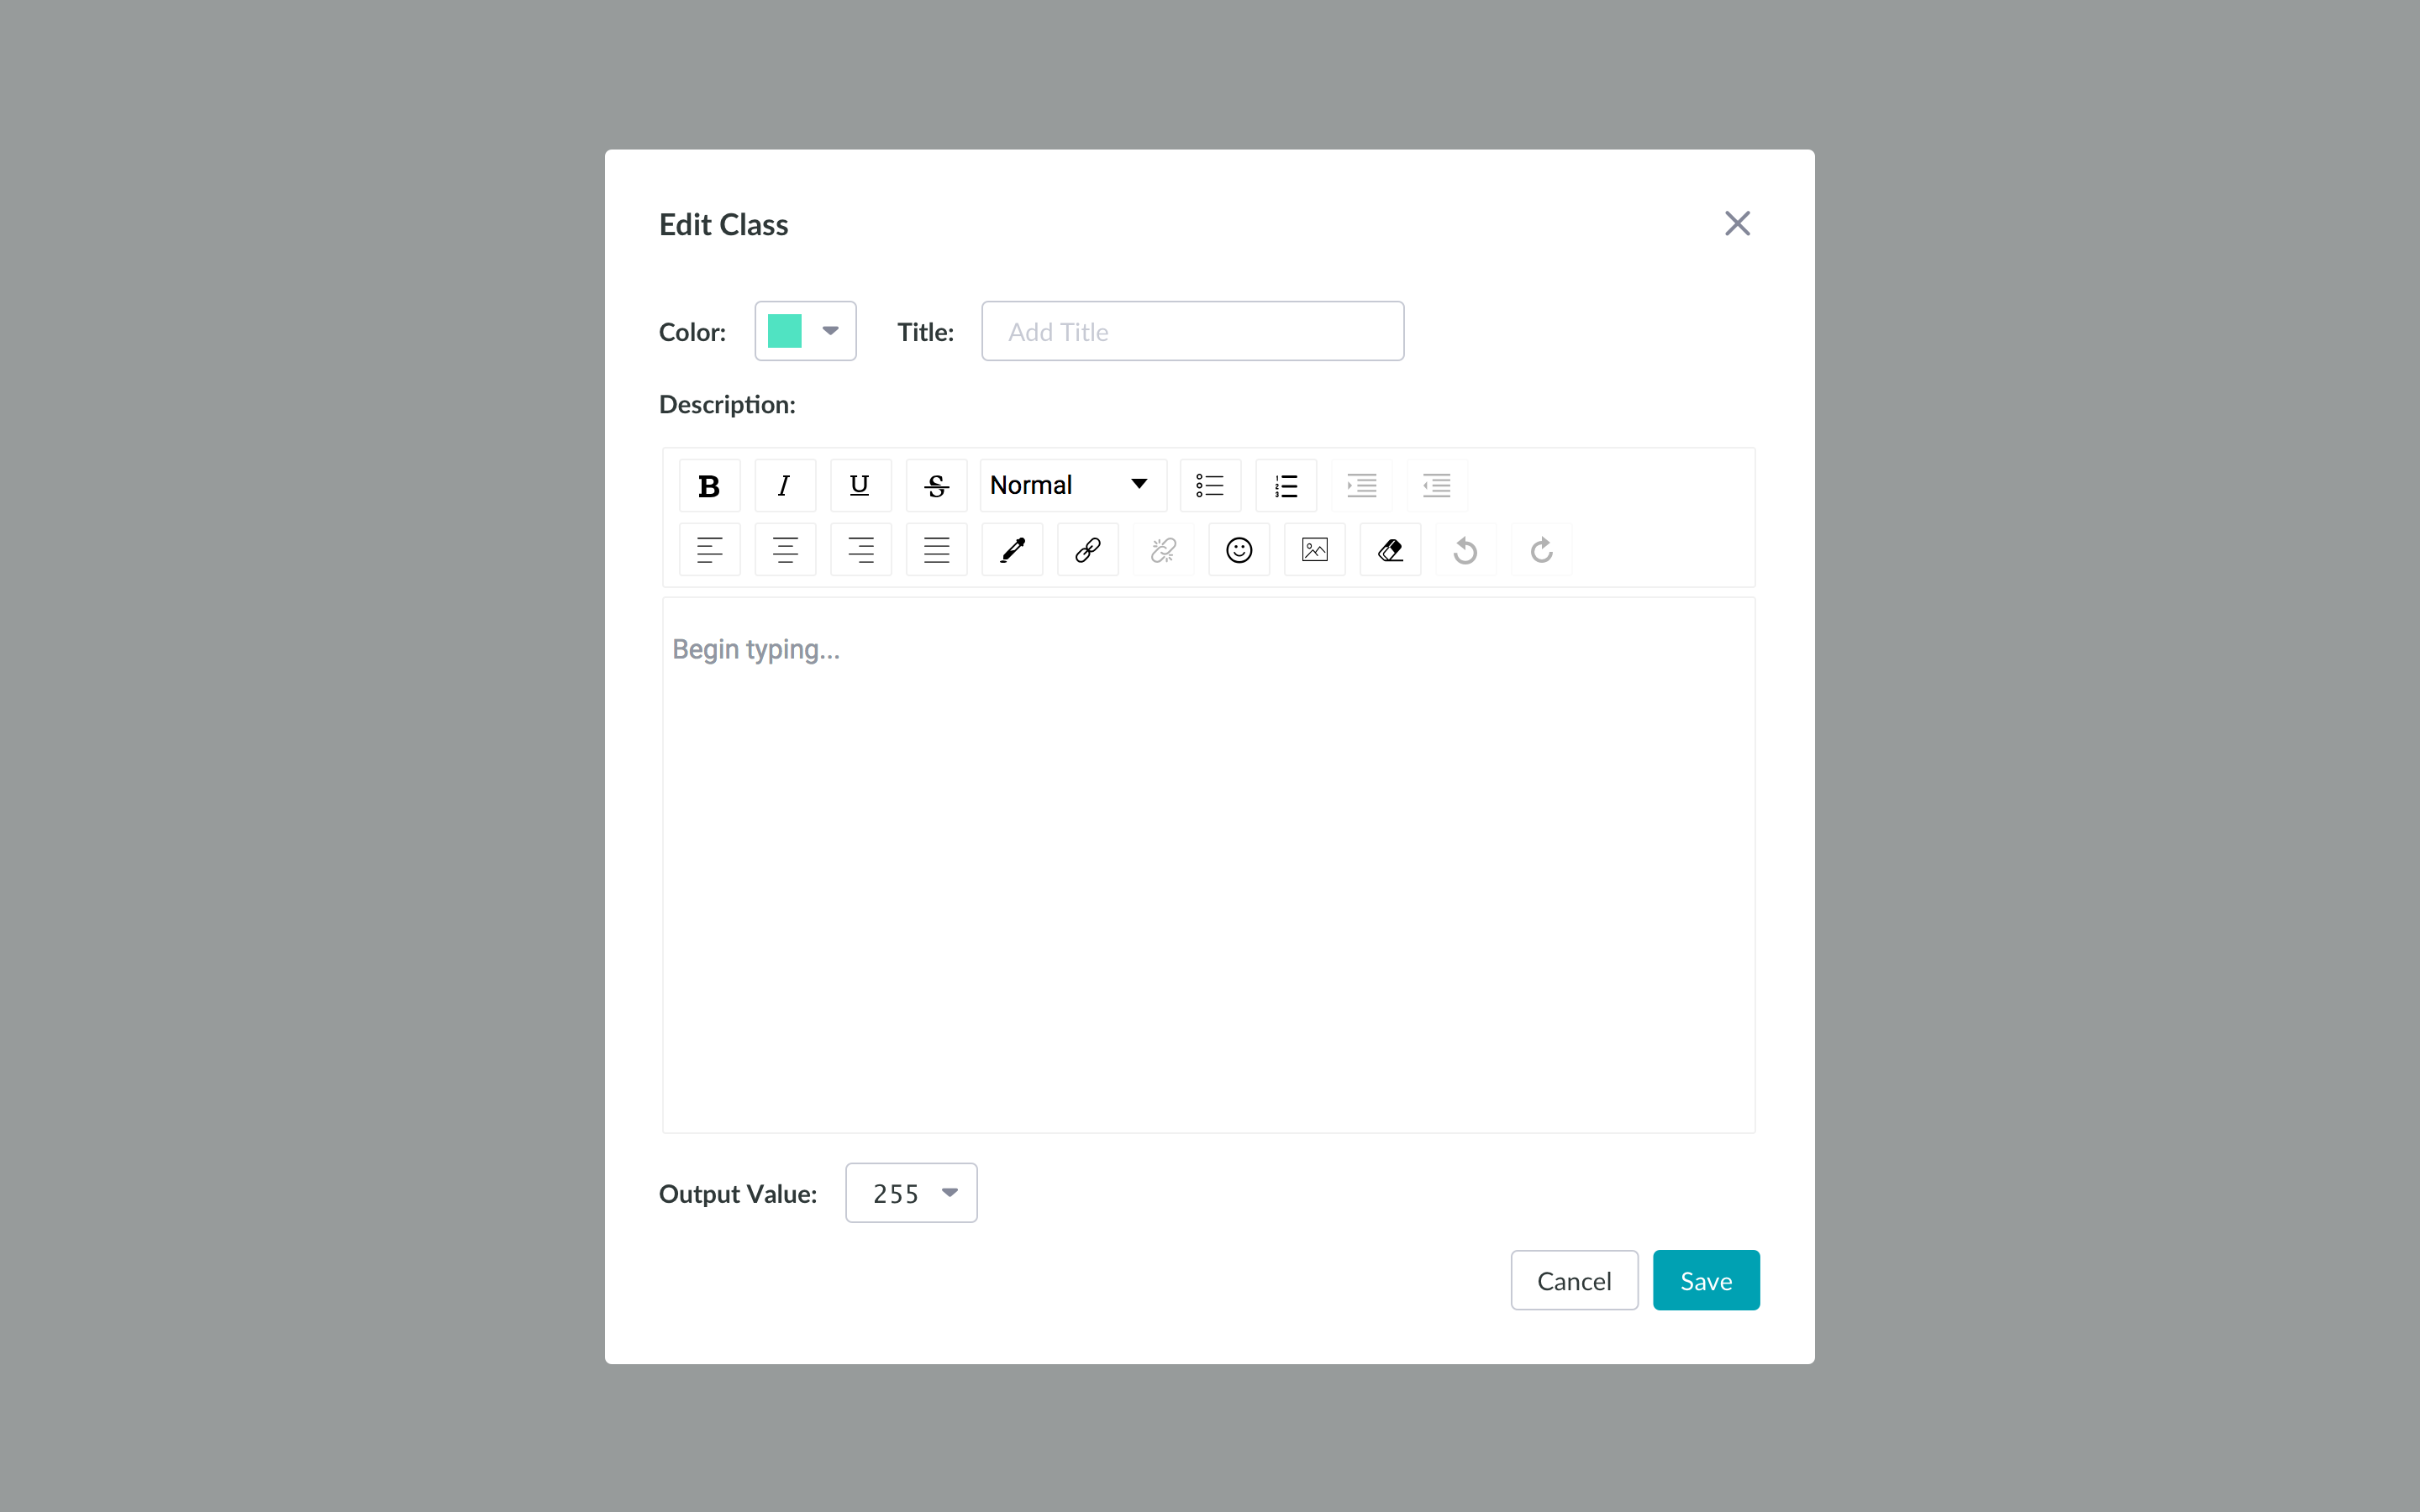 Edit Class
Color:
Title:
Add Title
Description:
B I U S Normal
Begin typing...
Output Value:
255
Cancel
Save